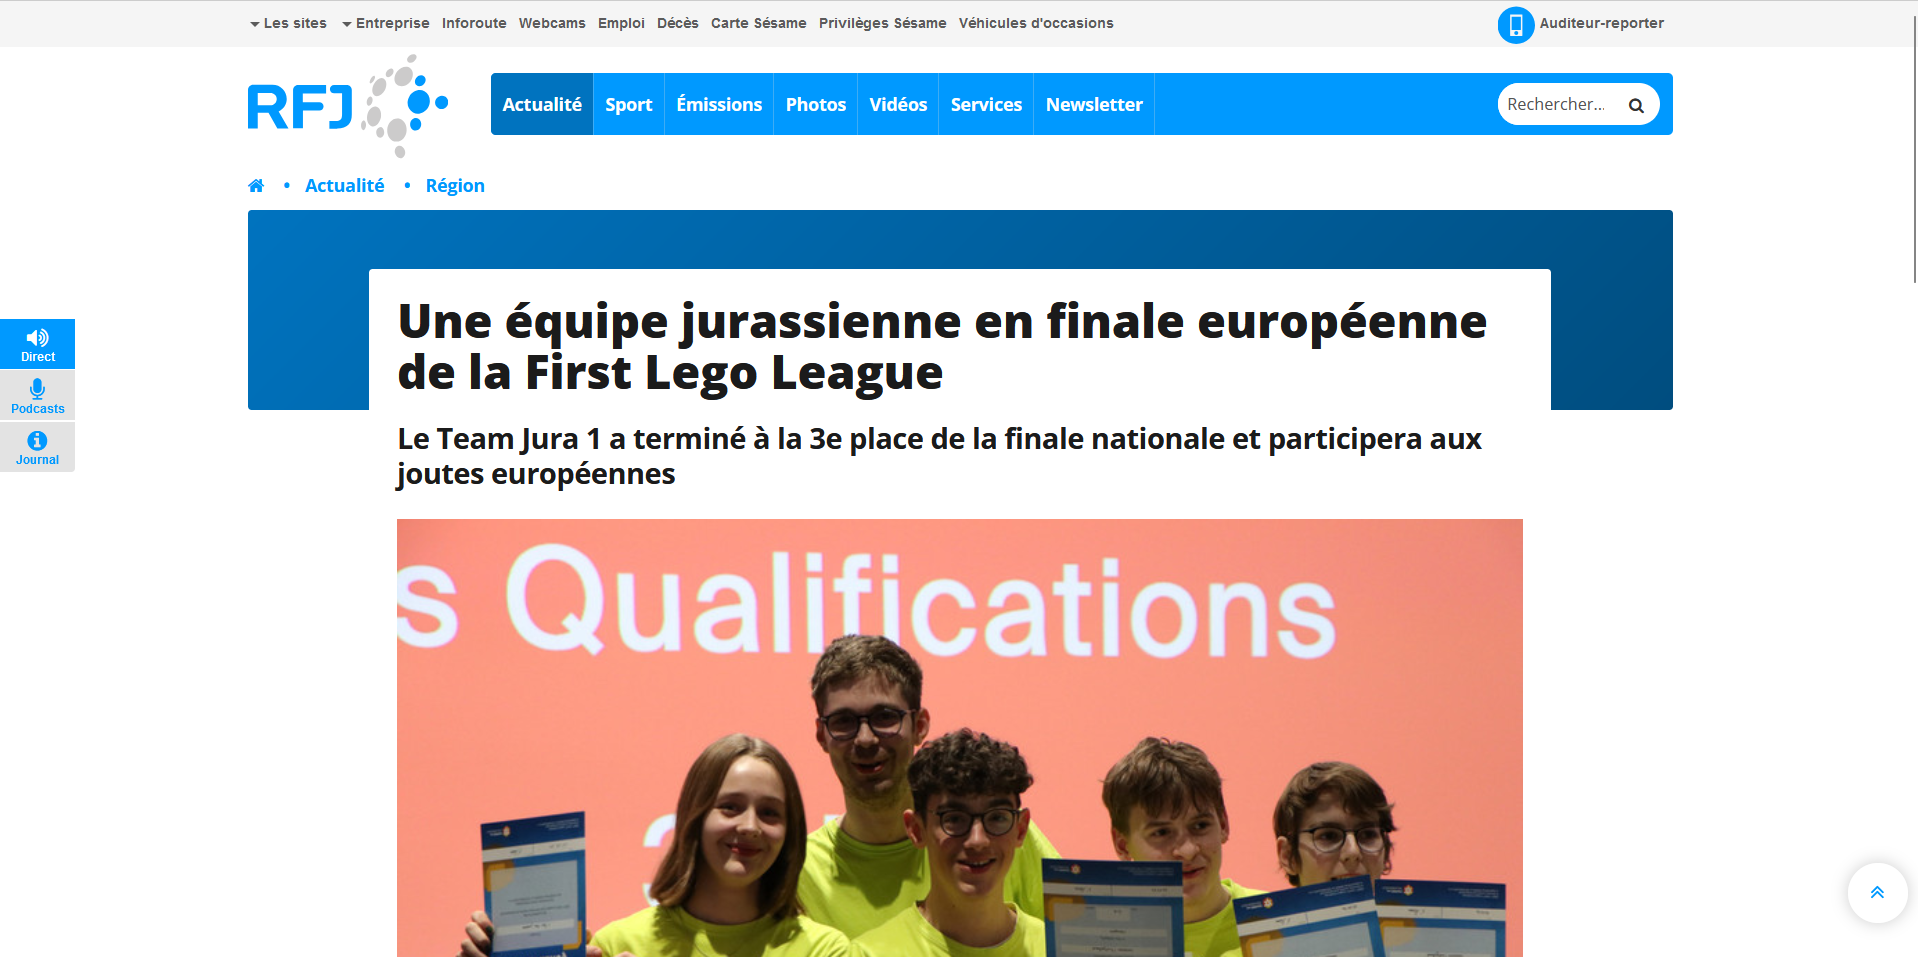 Les sites Entreprise Inforoute Webcams Emploi Décès Carte Sésame Privilèges Sésame Véhicules d'occasions Auditeur-reporter
RFJ
Actualité Sport Émissions Photos Vidéos Services Newsletter Rechercher...
Actualité • Région
Une équipe jurassienne en finale européenne
de la First Lego League
Direct
Podcasts
Journal
Le Team Jura 1 a terminé à la 3e place de la finale nationale et participera aux
joutes européennes
s Qualifications